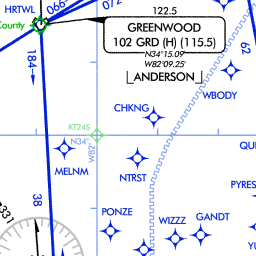 HRTWL
066
072
122.5
GREENWOOD
102 GRD (H) (115.5)
N34°15.09'
W82°09.25'
ANDERSON
County
184
62
WBODY
CHKNG
KT24S
N34°
W82°
MELNM
NTRST
QU
PYRES
38
331
PONZE
WIZZZ
GANDT
YU